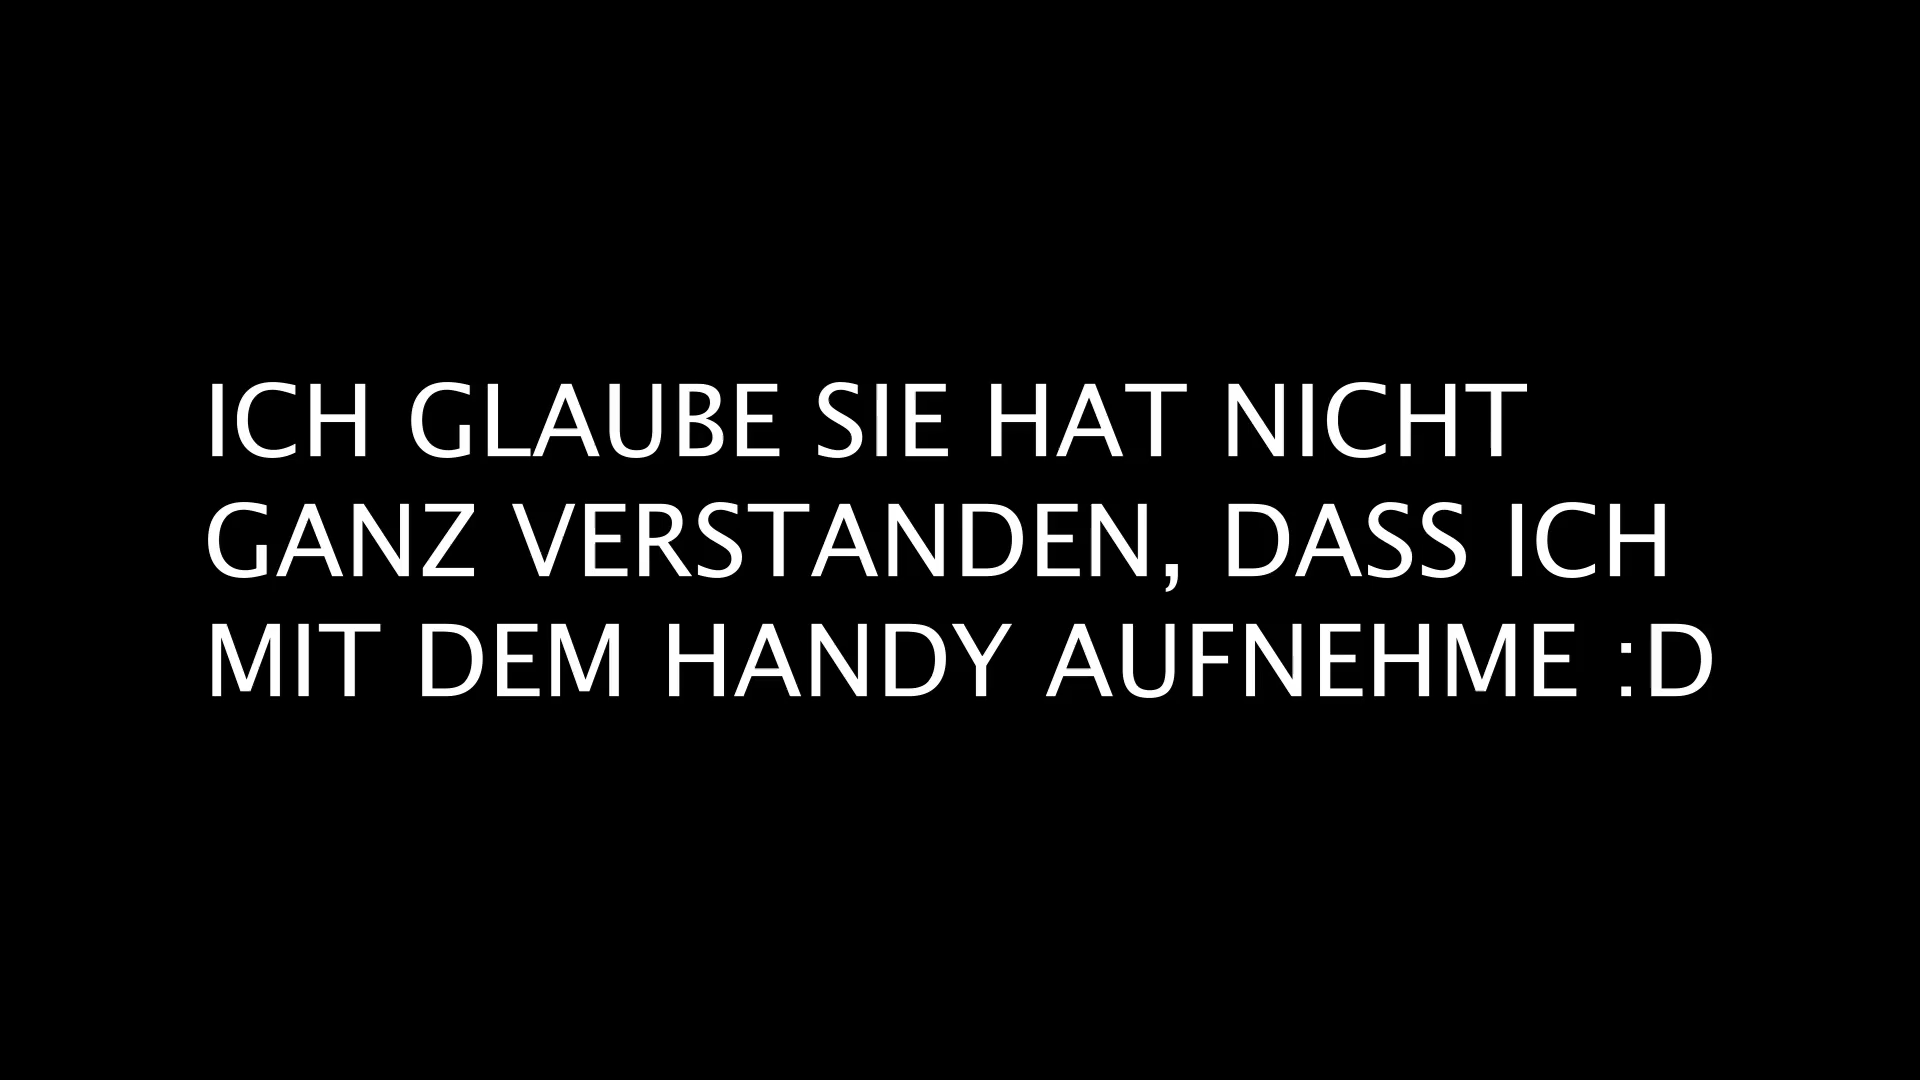 ICH GLAUBE SIE HAT NICHT
GANZ VERSTANDEN, DASS ICH
MIT DEM HANDY AUFNEHME :D